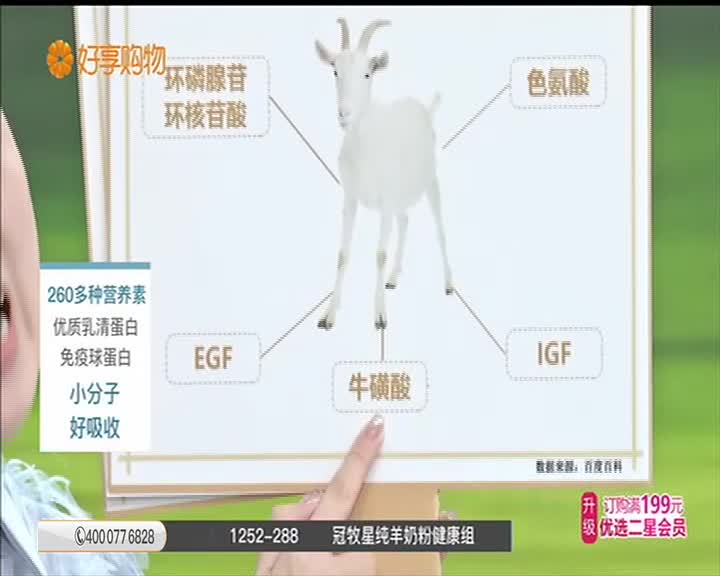 好享购物
环磷腺苷
环核苷酸
色氨酸
260多种营养素
优质乳清蛋白
免疫球蛋白
小分子
好吸收
EGF
牛磺酸
IGF
数据来源：百度百科
升级
订购满199元
优选二星会员
400 077 6828
1252-288 冠牧星纯羊奶粉健康组